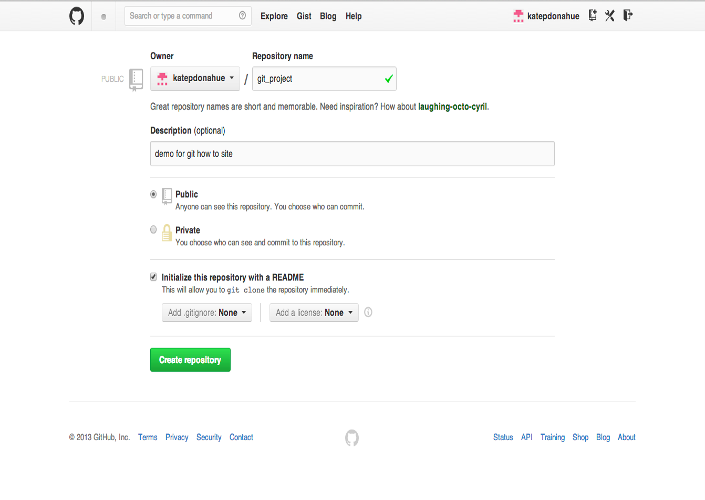 Search or type a command Explore Gist Blog Help katepdonahue
Owner Repository name
PUBLIC katepdonahue / git_project
Great repository names are short and memorable. Need inspiration? How about laughing-octo-cyril.
Description (optional)
demo for git how to site
Public
Anyone can see this repository. You choose who can commit.
Private
You choose who can see and commit to this repository.
Initialize this repository with a README
This will allow you to git clone the repository immediately.
Add .gitignore: None Add a license: None
Create repository
© 2013 GitHub, Inc. Terms Privacy Security Contact Status API Training Shop Blog About